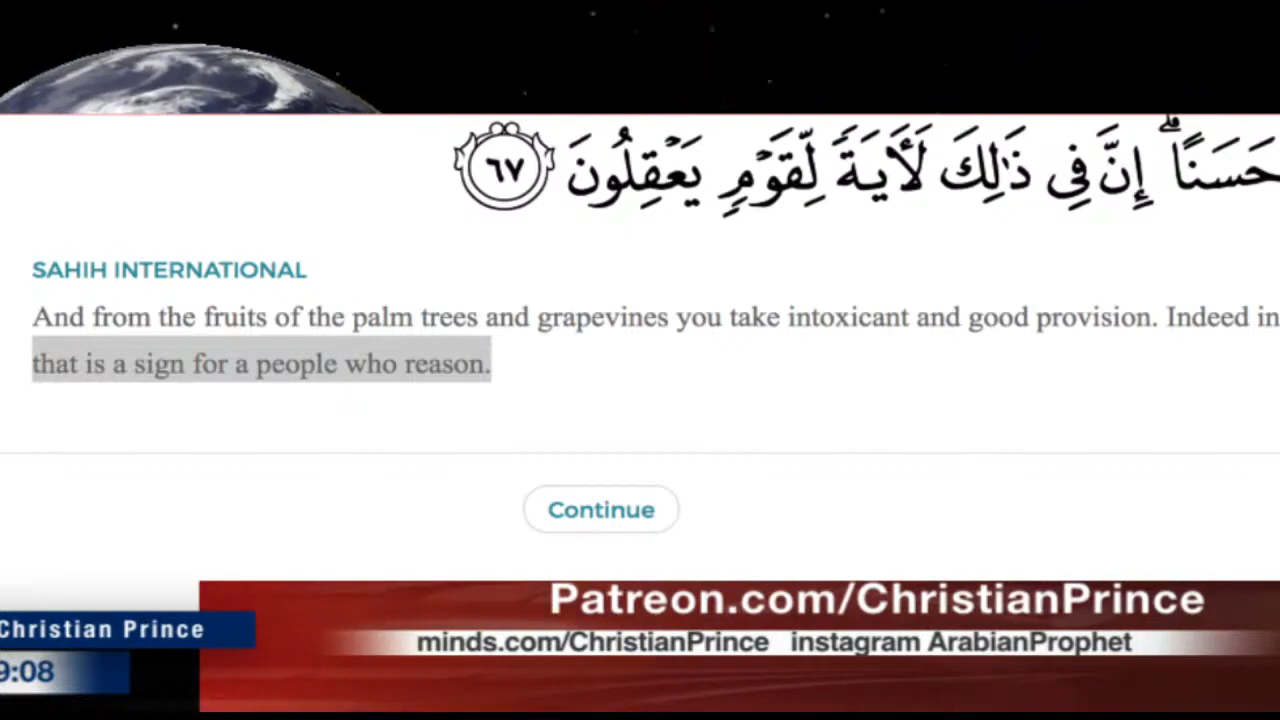 حَسَنًا ۗ إِنَّ فِى ذَٰلِكَ لَـَٔايَةً لِّقَوْمٍ يَعْقِلُونَ ٦٧
SAHIH INTERNATIONAL
And from the fruits of the palm trees and grapevines you take intoxicant and good provision. Indeed in
that is a sign for a people who reason.
Continue
Patreon.com/ChristianPrince
Christian Prince
minds.com/ChristianPrince instagram ArabianProphet
9:08